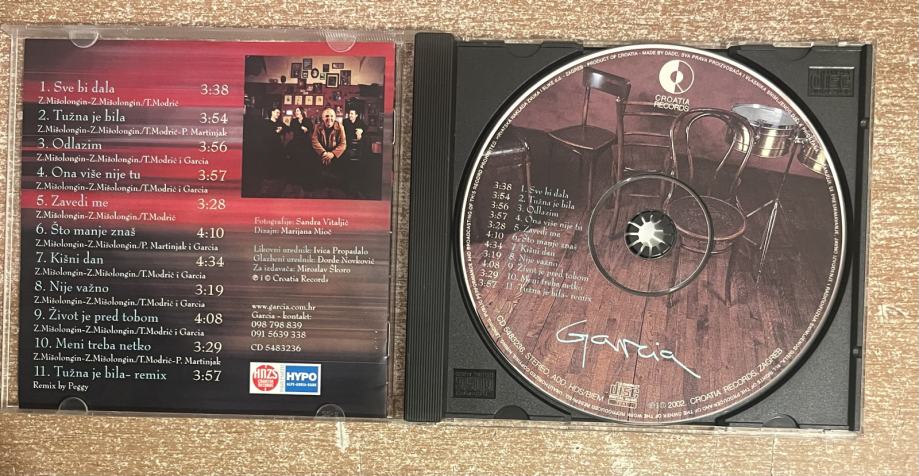 1. Sve bi dala 3:38
Z.Mišolongin-Z.Mišolongin/T.Modrić
2. Tužna je bila 3:54
Z.Mišolongin-Z.Mišolongin/T.Modrić-P. Martinjak
3. Odlazim 3:56
Z.Mišolongin-Z.Mišolongin/T.Modrić i Garcia
4. Ona više nije tu 3:57
Z.Mišolongin-Z.Mišolongin/T.Modrić i Garcia
5. Zavedi me 3:28
Z.Mišolongin-Z.Mišolongin/T.Modrić
6. Što manje znaš 4:10
Z.Mišolongin-Z.Mišolongin/P. Martinjak i Garcia
7. Kišni dan 4:34
Z.Mišolongin-Z.Mišolongin/T.Modrić i Garcia
8. Nije važno 3:19
Z.Mišolongin-Z.Mišolongin/T.Modrić i Garcia
9. Život je pred tobom 4:08
Z.Mišolongin-Z.Mišolongin/T.Modrić i Garcia
10. Meni treba netko 3:29
Z.Mišolongin-Z.Mišolongin/T.Modrić-P. Martinjak
11. Tužna je bila- remix 3:57
Remix by Peggy
Fotografije: Sandra Vitaljić
Dizajn: Marijana Mioč
Likovni urednik: Ivica Propadalo
Glazbeni urednik: Đorđe Novković
Za izdavača: Miroslav Škoro
℗ i © Croatia Records
www.garcia.com.hr
Garcia - kontakt:
098 798 839
091 5639 338
CD 5483236
HNZS
HYPO
ALPE-ADRIA-BANK
CROATIA
RECORDS
3:38 1. Sve bi dala
3:54 2. Tužna je bila
3:56 3. Odlazim
3:57 4. Ona više nije tu
3:28 5. Zavedi me
4:10 6. Što manje znaš
4:34 7. Kišni dan
3:19 8. Nije važno
4:08 9. Život je pred tobom
3:29 10. Meni treba netko
3:57 11. Tužna je bila- remix
Garcia
CD 5483236, STEREO, ADD, HDS/BIEM
℗ i © 2002. CROATIA RECORDS, ZAGREB